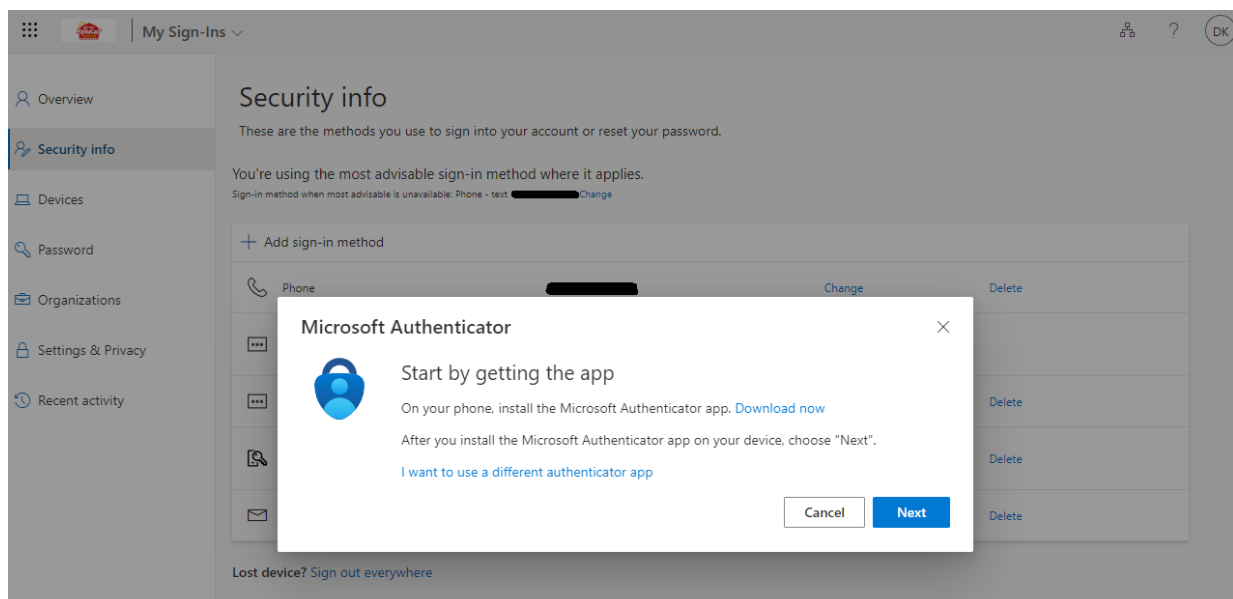 My Sign-Ins
?
DK
Overview
Security info
Devices
Password
Organizations
Settings & Privacy
Recent activity
Security info
These are the methods you use to sign into your account or reset your password.
You're using the most advisable sign-in method where it applies.
Sign-in method when most advisable is unavailable: Phone - text Change
+ Add sign-in method
Phone Change Delete
Microsoft Authenticator
Start by getting the app
On your phone, install the Microsoft Authenticator app. Download now
After you install the Microsoft Authenticator app on your device, choose "Next".
I want to use a different authenticator app
Cancel Next
Delete
Delete
Delete
Lost device? Sign out everywhere